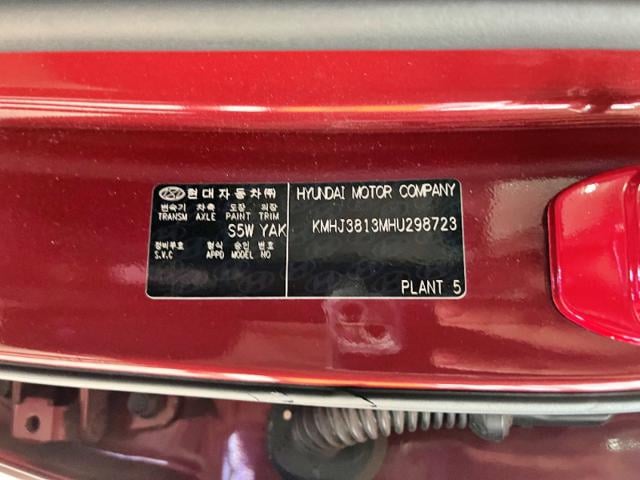 현대자동차㈜
변속기 차축 도장 의장
TRANSM AXLE PAINT TRIM
S5W YAK
정비부호 형식 승인 번호
S.V.C APPD MODEL NO
HYUNDAI MOTOR COMPANY
KMHJ3813MHU298723
PLANT 5